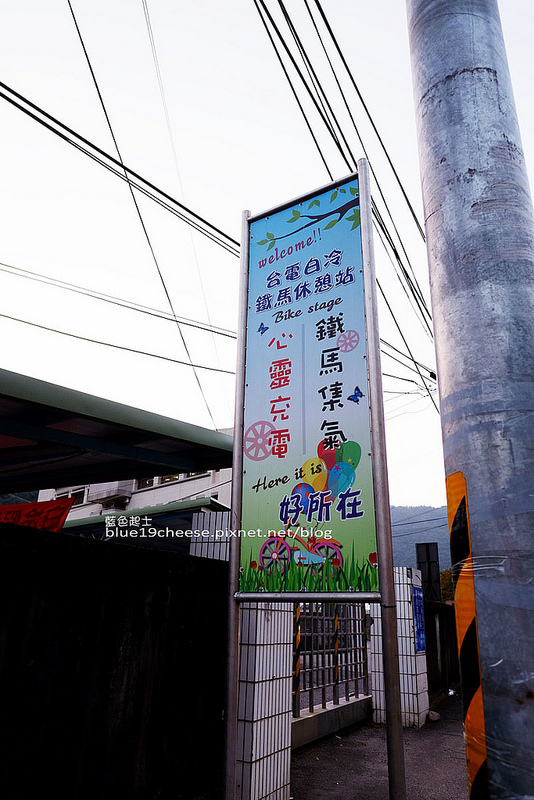 welcome!!
台電白冷
鐵馬休憩站
Bike stage
鐵馬集氣
心靈充電
Here it is
好所在
藍色起士
blue19cheese.pixnet.net/blog